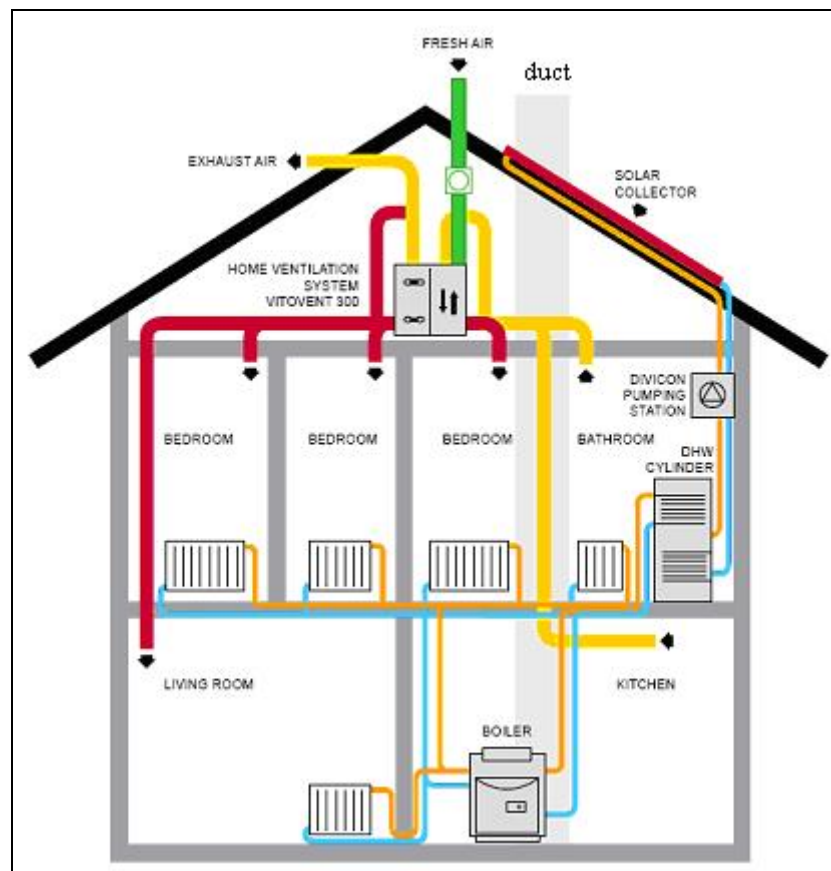 FRESH AIR
duct
EXHAUST AIR
SOLAR
COLLECTOR
HOME VENTILATION
SYSTEM
VITOVENT 300
DIVICON
PUMPING
STATION
BEDROOM
BEDROOM
BEDROOM
BATHROOM
DHW
CYLINDER
LIVING ROOM
KITCHEN
BOILER